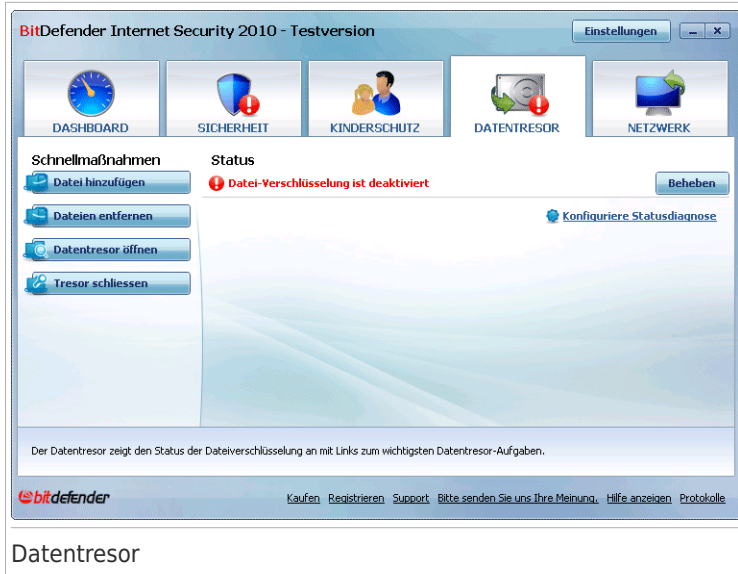 BitDefender Internet Security 2010 - Testversion
Einstellungen
DASHBOARD
SICHERHEIT
KINDERSCHUTZ
DATENTRESOR
NETZWERK
Schnellmaßnahmen
Datei hinzufügen
Dateien entfernen
Datentresor öffnen
Tresor schliessen
Status
Datei-Verschlüsselung ist deaktiviert
Beheben
Konfiguriere Statusdiagnose
Der Datentresor zeigt den Status der Dateiverschlüsselung an mit Links zum wichtigsten Datentresor-Aufgaben.
bitdefender
Kaufen Registrieren Support Bitte senden Sie uns Ihre Meinung. Hilfe anzeigen Protokolle
Datentresor